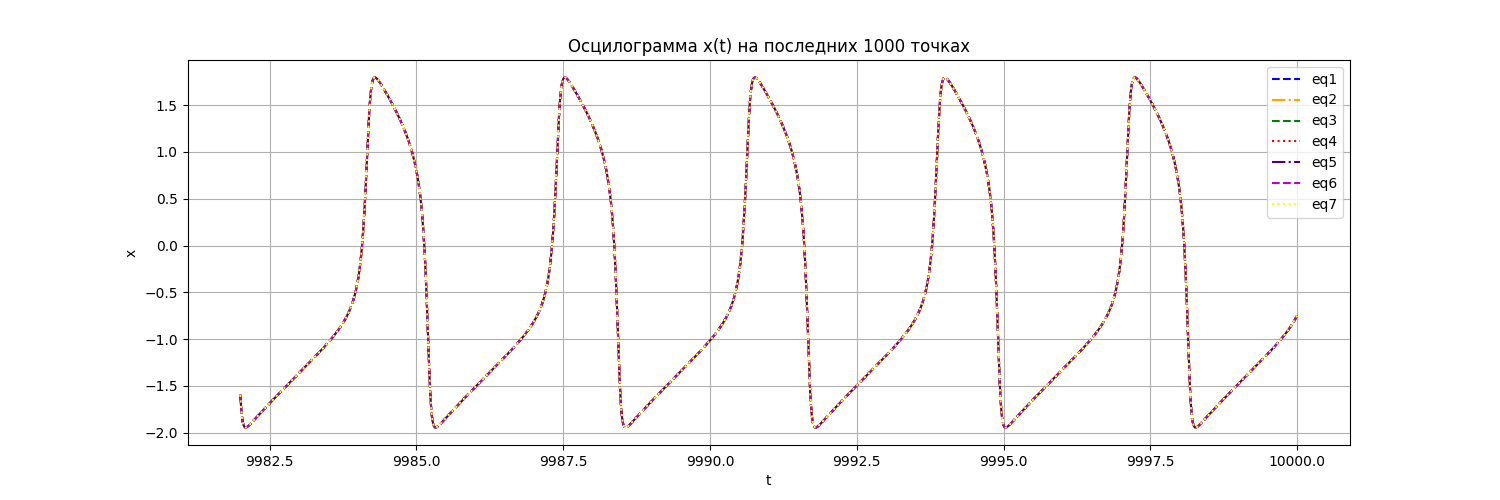 Осцилограмма x(t) на последних 1000 точках
x
1.5
1.0
0.5
0.0
−0.5
−1.0
−1.5
−2.0
9982.5
9985.0
9987.5
9990.0
9992.5
9995.0
9997.5
10000.0
t
eq1
eq2
eq3
eq4
eq5
eq6
eq7